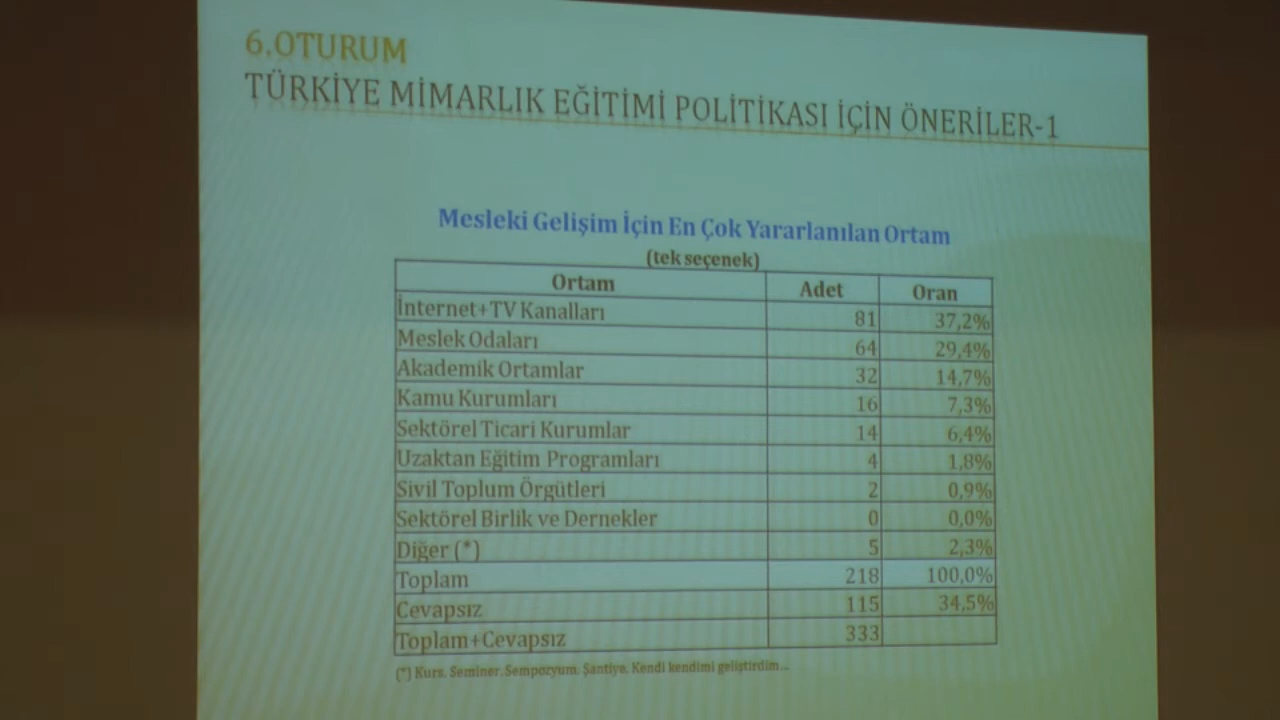 6.OTURUM
TÜRKİYE MİMARLIK EĞİTİMİ POLİTİKASI İÇİN ÖNERİLER-1
Mesleki Gelişim İçin En Çok Yararlanılan Ortam
(tek seçenek)
Ortam Adet Oran
İnternet+TV Kanalları 81 37,2%
Meslek Odaları 64 29,4%
Akademik Ortamlar 32 14,7%
Kamu Kurumları 16 7,3%
Sektörel Ticari Kurumlar 14 6,4%
Uzaktan Eğitim Programları 4 1,8%
Sivil Toplum Örgütleri 2 0,9%
Sektörel Birlik ve Dernekler 0 0,0%
Diğer (*) 5 2,3%
Toplam 218 100,0%
Cevapsız 115 34,5%
Toplam+Cevapsız 333
(*) Kurs, Seminer, Sempozyum, Şantiye, Kendi kendimi geliştirdim...